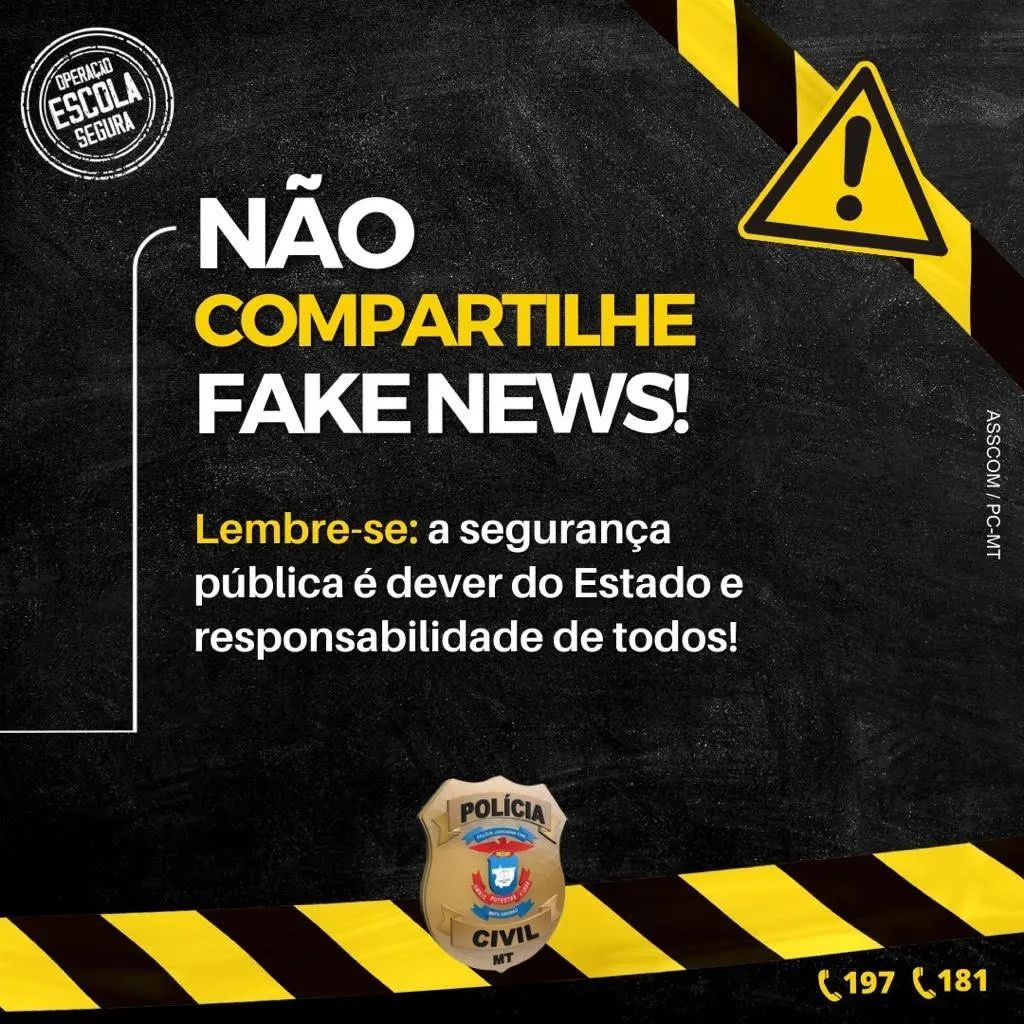 OPERAÇÃO
ESCOLA
SEGURA
NÃO
COMPARTILHE
FAKE NEWS!
Lembre-se: a segurança
pública é dever do Estado e
responsabilidade de todos!
ASSCOM / PC-MT
POLÍCIA
CIVIL
MT
197 181